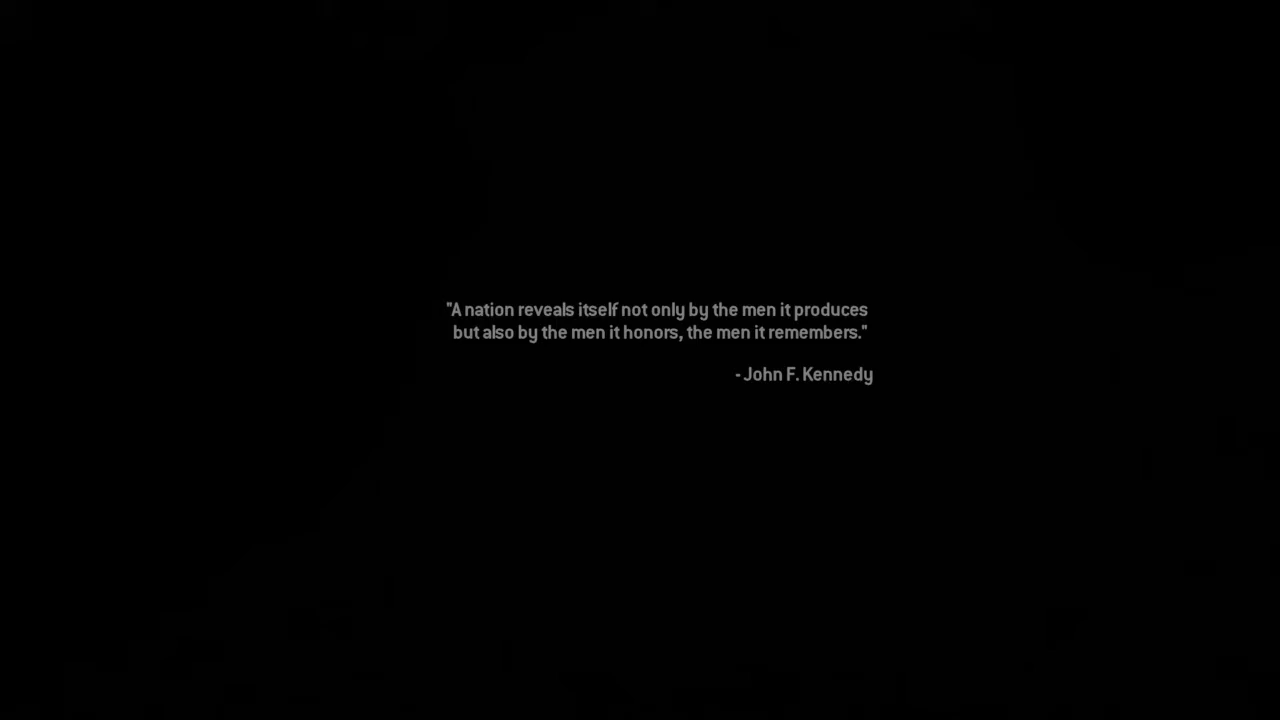 "A nation reveals itself not only by the men it produces
but also by the men it honors, the men it remembers."
- John F. Kennedy